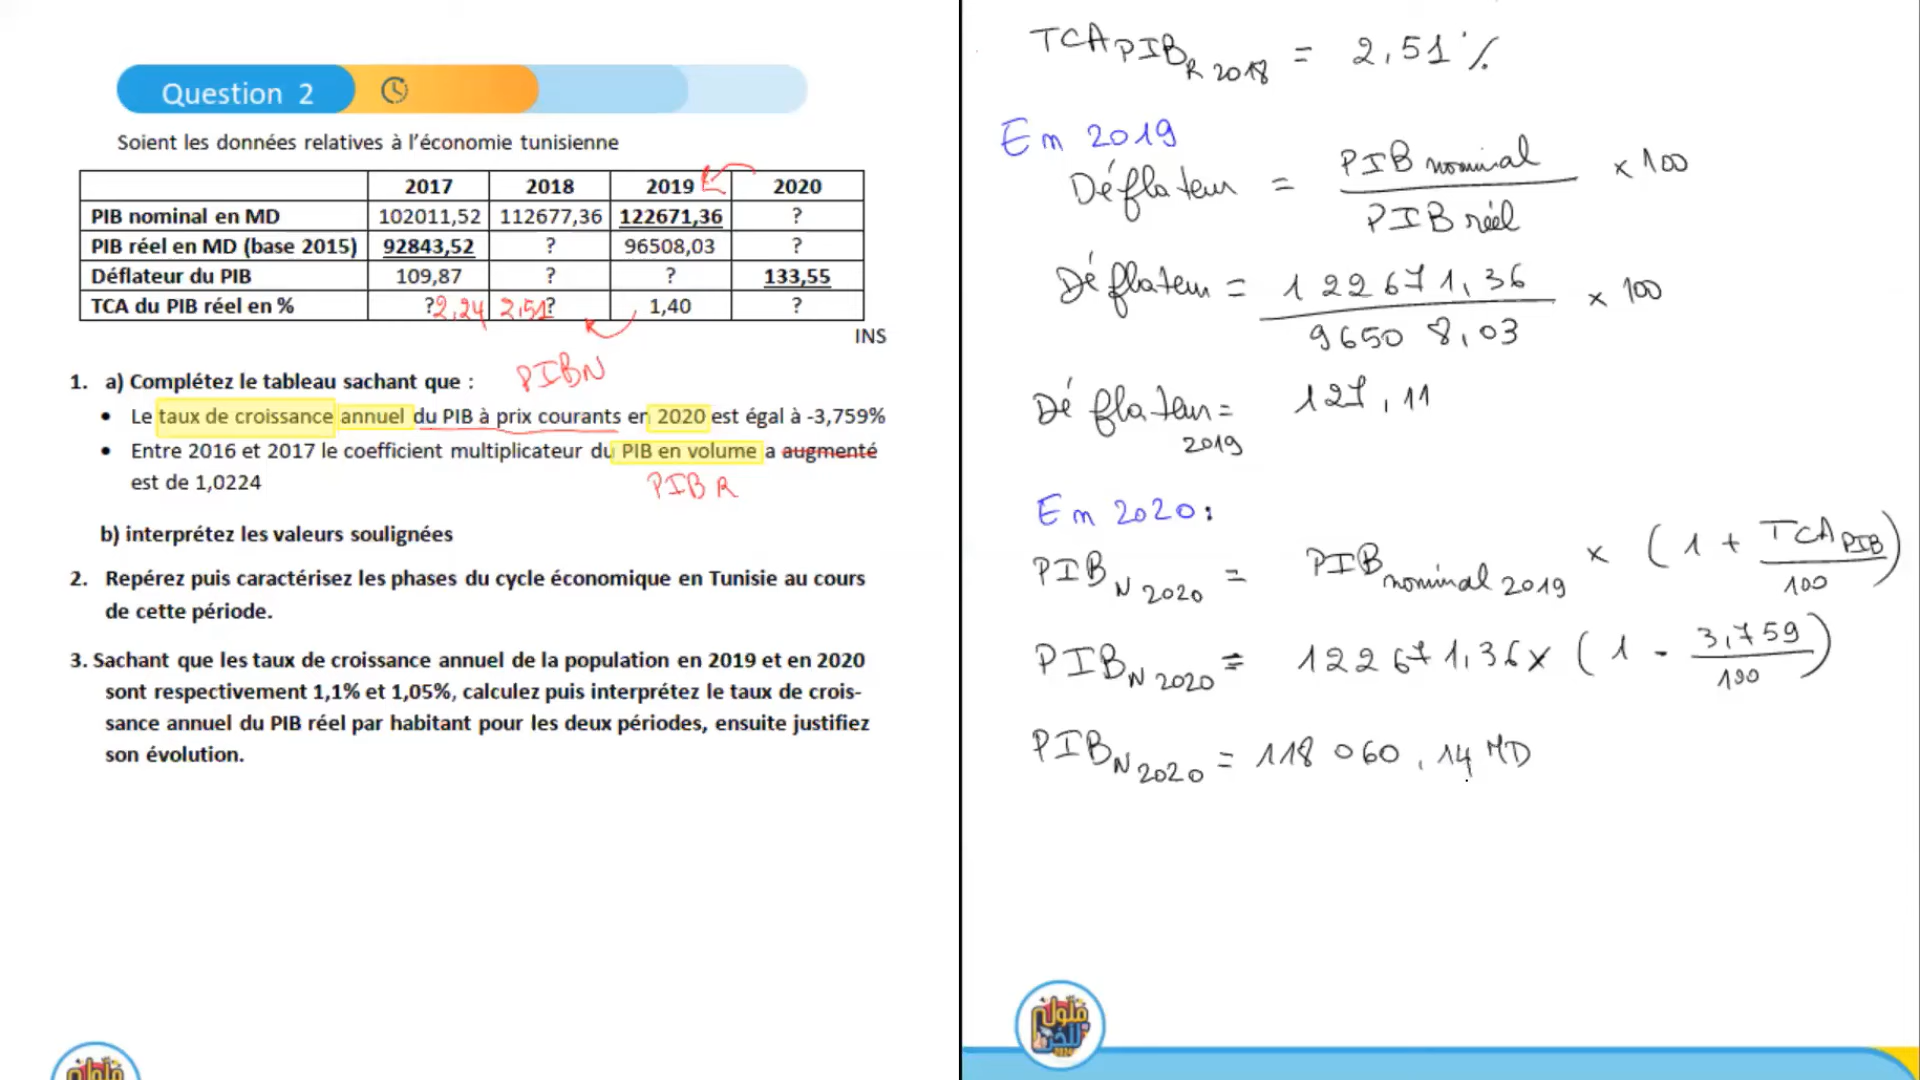 Question 2
Soient les données relatives à l'économie tunisienne
2017 2018 2019 2020
PIB nominal en MD 102011,52 112677,36 122671,36 ?
PIB réel en MD (base 2015) 92843,52 ? 96508,03 ?
Déflateur du PIB 109,87 ? ? 133,55
TCA du PIB réel en % ?2,24 2,51? 1,40 ?
INS
1. a) Complétez le tableau sachant que :
PIBN
• Le taux de croissance annuel du PIB à prix courants en 2020 est égal à -3,759%
• Entre 2016 et 2017 le coefficient multiplicateur du PIB en volume a augmenté
est de 1,0224
PIB R
b) interprétez les valeurs soulignées
2. Repérez puis caractérisez les phases du cycle économique en Tunisie au cours
de cette période.
3. Sachant que les taux de croissance annuel de la population en 2019 et en 2020
sont respectivement 1,1% et 1,05%, calculez puis interprétez le taux de crois-
sance annuel du PIB réel par habitant pour les deux périodes, ensuite justifiez
son évolution.
TCA PIB R 2018 = 2,51 %
En 2019
Déflateur = PIB nominal / PIB réel x 100
Déflateur = 122671,36 / 96508,03 x 100
Déflateur 2019 = 127,11
En 2020:
PIB N 2020 = PIB nominal 2019 x (1 + TCA PIB / 100)
PIB N 2020 = 122671,36 x (1 - 3,759 / 100)
PIB N 2020 = 118 060,14 MD